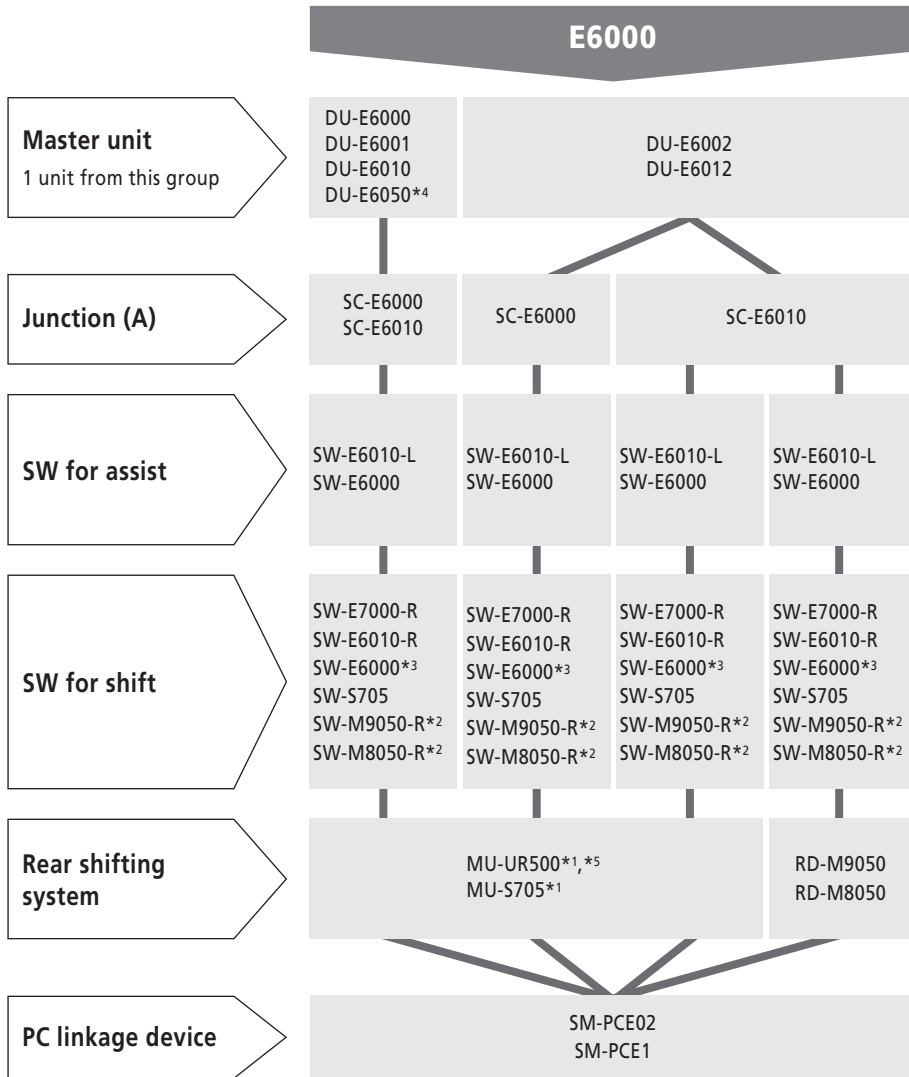 E6000
Master unit
1 unit from this group
DU-E6000
DU-E6001
DU-E6010
DU-E6050*4
DU-E6002
DU-E6012
Junction (A)
SC-E6000
SC-E6010
SC-E6000
SC-E6010
SW for assist
SW-E6010-L
SW-E6000
SW-E6010-L
SW-E6000
SW-E6010-L
SW-E6000
SW-E6010-L
SW-E6000
SW for shift
SW-E7000-R
SW-E6010-R
SW-E6000*3
SW-S705
SW-M9050-R*2
SW-M8050-R*2
SW-E7000-R
SW-E6010-R
SW-E6000*3
SW-S705
SW-M9050-R*2
SW-M8050-R*2
SW-E7000-R
SW-E6010-R
SW-E6000*3
SW-S705
SW-M9050-R*2
SW-M8050-R*2
SW-E7000-R
SW-E6010-R
SW-E6000*3
SW-S705
SW-M9050-R*2
SW-M8050-R*2
Rear shifting
system
MU-UR500*1,*5
MU-S705*1
RD-M9050
RD-M8050
PC linkage device
SM-PCE02
SM-PCE1